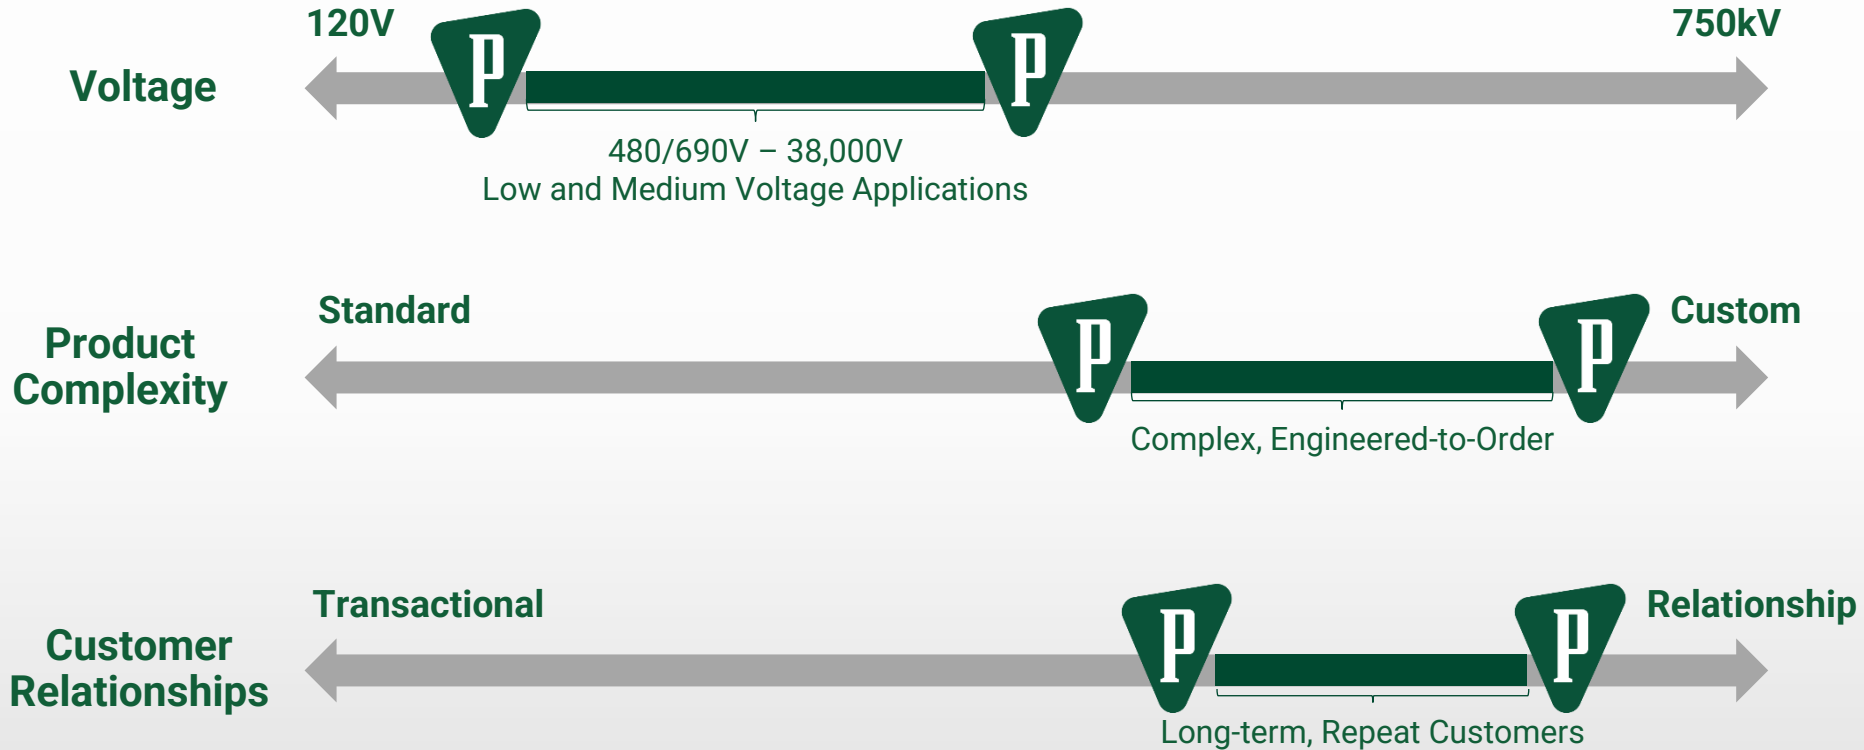 120V
750kV
Voltage
P
P
480/690V – 38,000V
Low and Medium Voltage Applications
Standard
Custom
Product
Complexity
P
P
Complex, Engineered-to-Order
Transactional
Relationship
Customer
Relationships
P
P
Long-term, Repeat Customers